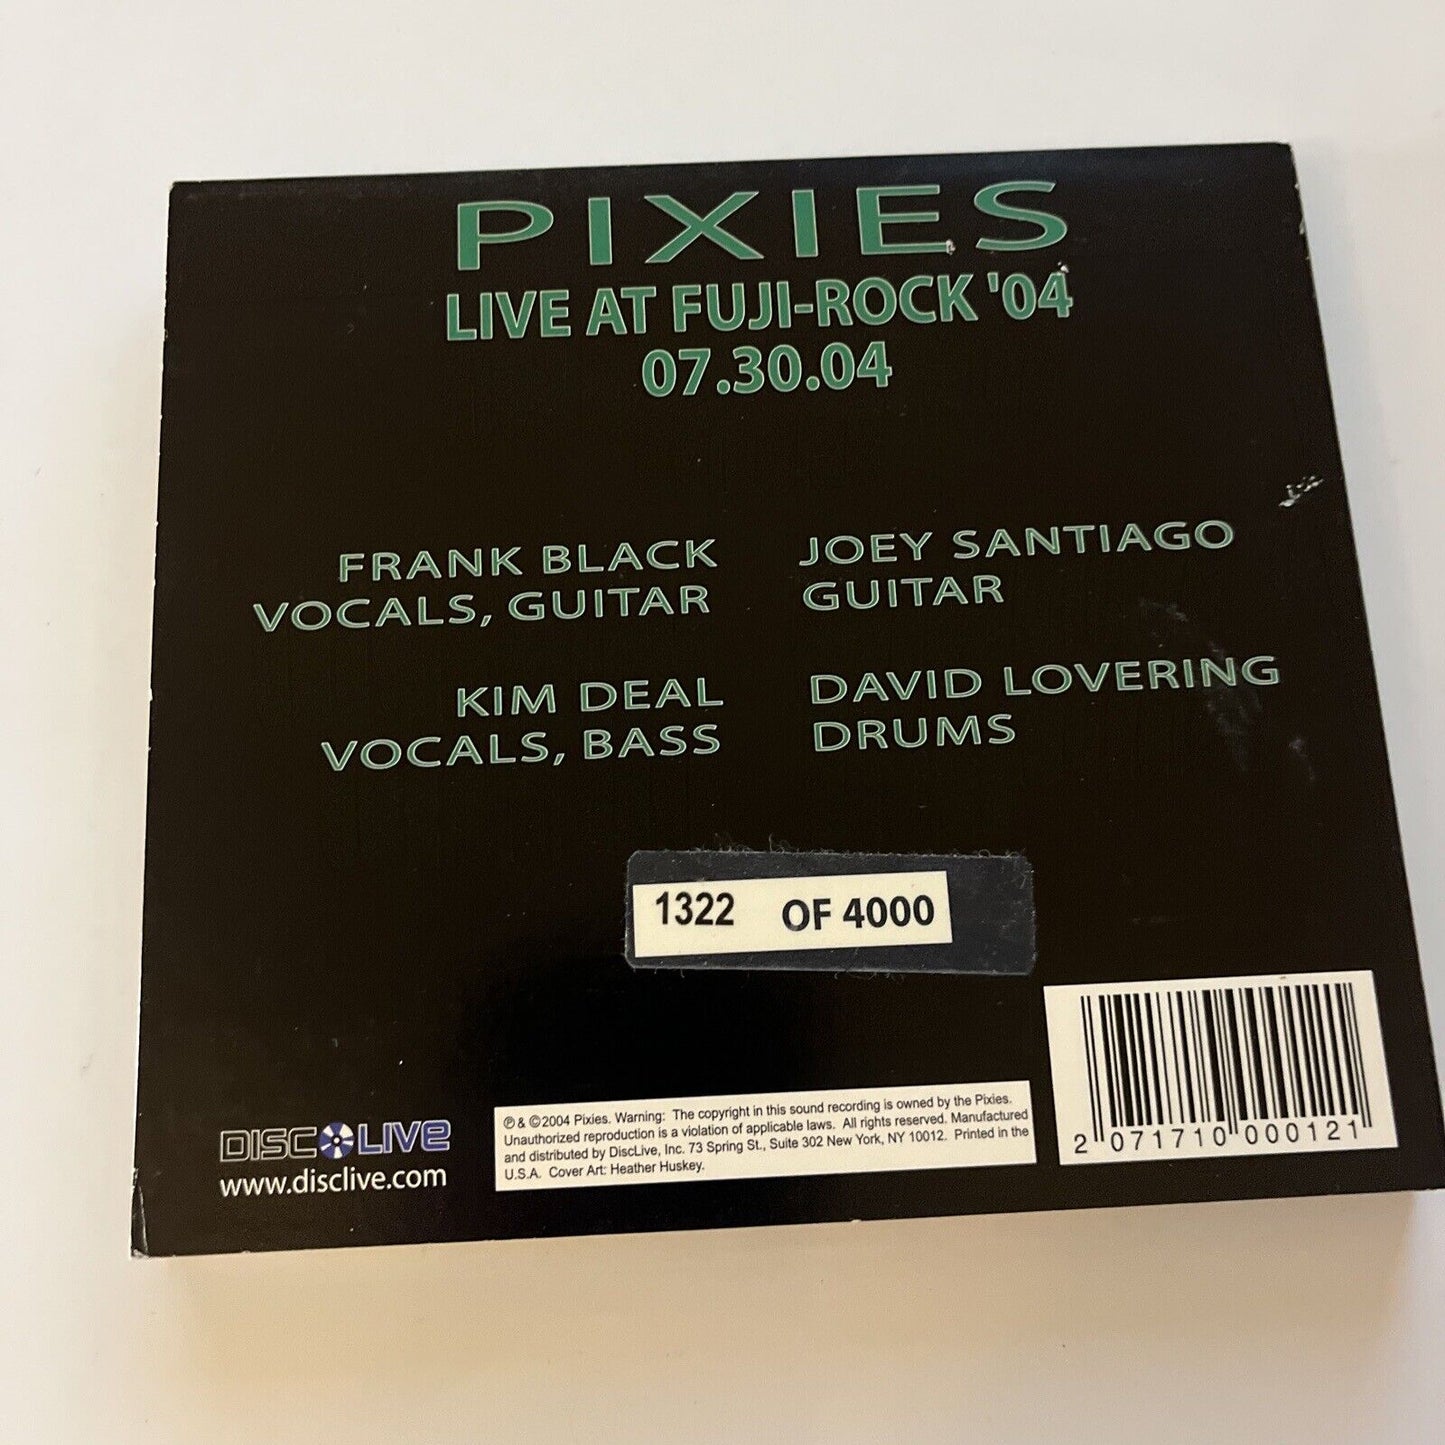 PIXIES
LIVE AT FUJI-ROCK '04
07.30.04
FRANK BLACK
VOCALS, GUITAR
JOEY SANTIAGO
GUITAR
KIM DEAL
VOCALS, BASS
DAVID LOVERING
DRUMS
1322 OF 4000
DISC LIVE
www.disclive.com
℗ & ©2004 Pixies. Warning: The copyright in this sound recording is owned by the Pixies.
Unauthorized reproduction is a violation of applicable laws. All rights reserved. Manufactured
and distributed by DiscLive, Inc. 73 Spring St., Suite 302 New York, NY 10012. Printed in the
U.S.A. Cover Art: Heather Huskey.
2 071710 000121